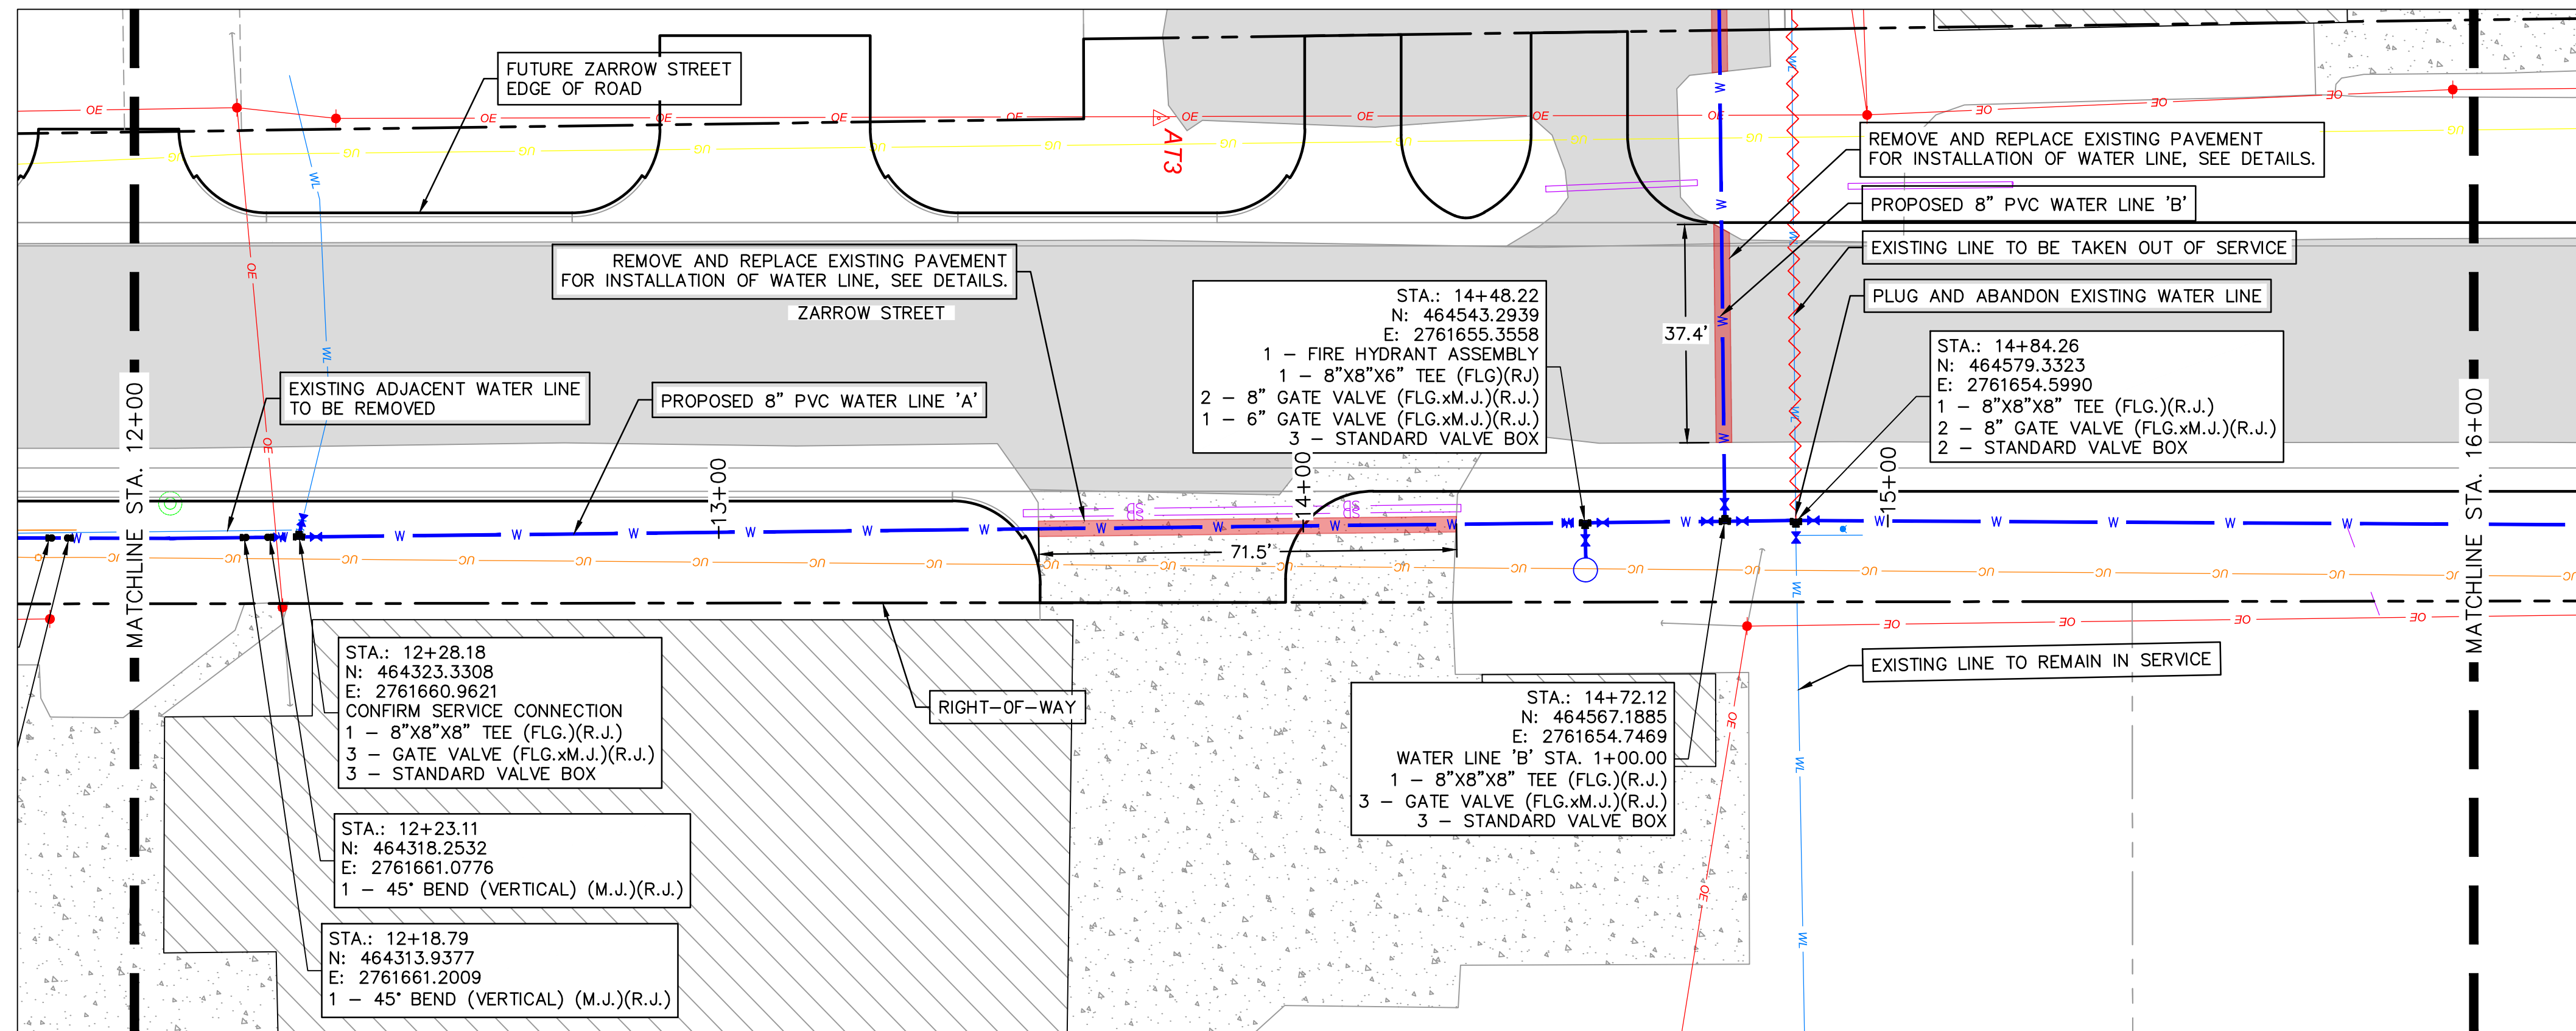 FUTURE ZARROW STREET
EDGE OF ROAD
AT3
REMOVE AND REPLACE EXISTING PAVEMENT
FOR INSTALLATION OF WATER LINE, SEE DETAILS.
PROPOSED 8" PVC WATER LINE 'B'
EXISTING LINE TO BE TAKEN OUT OF SERVICE
PLUG AND ABANDON EXISTING WATER LINE
REMOVE AND REPLACE EXISTING PAVEMENT
FOR INSTALLATION OF WATER LINE, SEE DETAILS.
ZARROW STREET
STA.: 14+48.22
N: 464543.2939
E: 2761655.3558
1 – FIRE HYDRANT ASSEMBLY
1 – 8"X8"X6" TEE (FLG)(RJ)
2 – 8" GATE VALVE (FLG.xM.J.)(R.J.)
1 – 6" GATE VALVE (FLG.xM.J.)(R.J.)
3 – STANDARD VALVE BOX
37.4'
STA.: 14+84.26
N: 464579.3323
E: 2761654.5990
1 – 8"X8"X8" TEE (FLG.)(R.J.)
2 – 8" GATE VALVE (FLG.xM.J.)(R.J.)
2 – STANDARD VALVE BOX
EXISTING ADJACENT WATER LINE
TO BE REMOVED
PROPOSED 8" PVC WATER LINE 'A'
MATCHLINE STA. 12+00
13+00
14+00
15+00
MATCHLINE STA. 16+00
71.5'
STA.: 12+28.18
N: 464323.3308
E: 2761660.9621
CONFIRM SERVICE CONNECTION
1 – 8"X8"X8" TEE (FLG.)(R.J.)
3 – GATE VALVE (FLG.xM.J.)(R.J.)
3 – STANDARD VALVE BOX
RIGHT-OF-WAY
EXISTING LINE TO REMAIN IN SERVICE
STA.: 14+72.12
N: 464567.1885
E: 2761654.7469
WATER LINE 'B' STA. 1+00.00
1 – 8"X8"X8" TEE (FLG.)(R.J.)
3 – GATE VALVE (FLG.xM.J.)(R.J.)
3 – STANDARD VALVE BOX
STA.: 12+23.11
N: 464318.2532
E: 2761661.0776
1 – 45° BEND (VERTICAL) (M.J.)(R.J.)
STA.: 12+18.79
N: 464313.9377
E: 2761661.2009
1 – 45° BEND (VERTICAL) (M.J.)(R.J.)